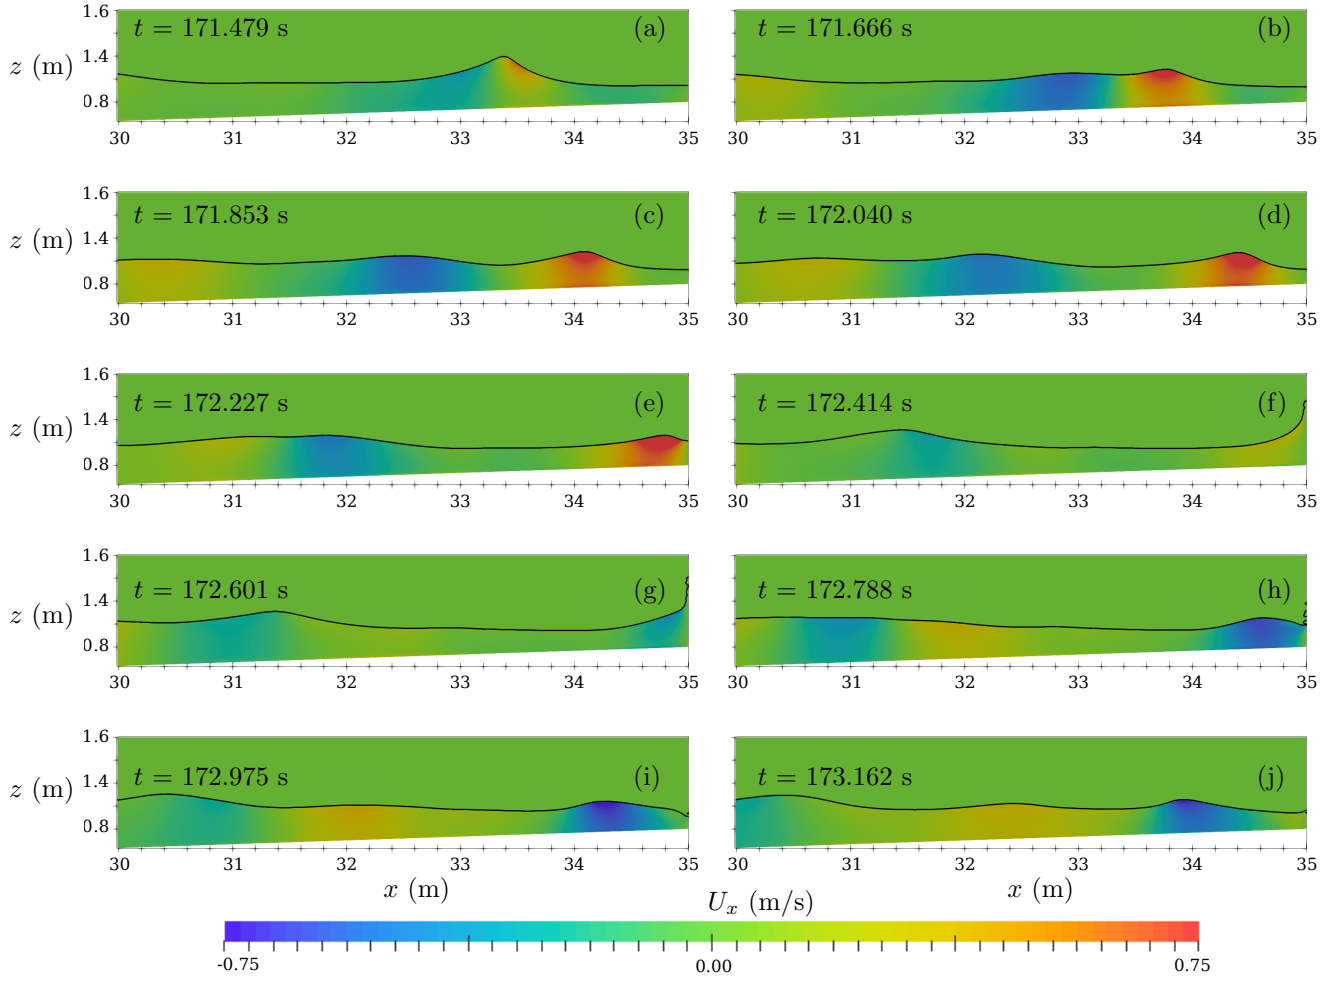 1.6 t = 171.479 s (a) t = 171.666 s (b)
z (m) 1.4
0.8
30 31 32 33 34 35 30 31 32 33 34 35
1.6 t = 171.853 s (c) t = 172.040 s (d)
z (m) 1.4
0.8
30 31 32 33 34 35 30 31 32 33 34 35
1.6 t = 172.227 s (e) t = 172.414 s (f)
z (m) 1.4
0.8
30 31 32 33 34 35 30 31 32 33 34 35
1.6 t = 172.601 s (g) t = 172.788 s (h)
z (m) 1.4
0.8
30 31 32 33 34 35 30 31 32 33 34 35
1.6 t = 172.975 s (i) t = 173.162 s (j)
z (m) 1.4
0.8
30 31 32 33 34 35 30 31 32 33 34 35
x (m) x (m)
Uₓ (m/s)
-0.75 0.00 0.75